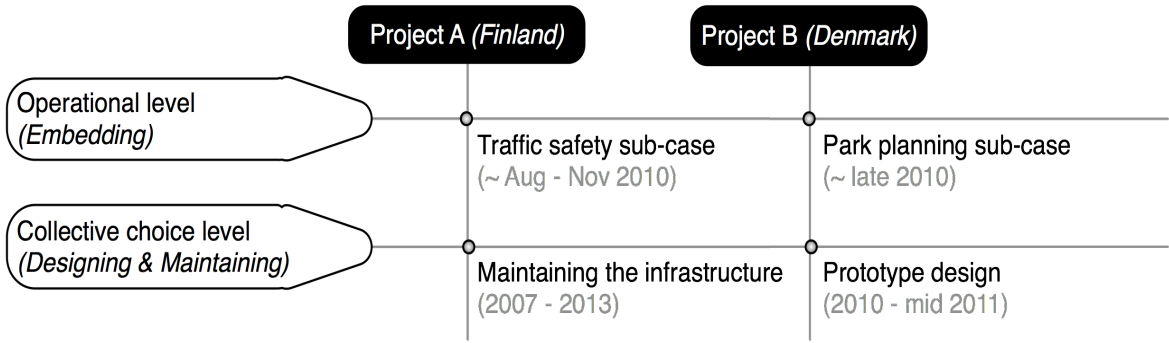 Project A (Finland)
Project B (Denmark)
Operational level
(Embedding)
Traffic safety sub-case
(~ Aug - Nov 2010)
Park planning sub-case
(~ late 2010)
Collective choice level
(Designing & Maintaining)
Maintaining the infrastructure
(2007 - 2013)
Prototype design
(2010 - mid 2011)